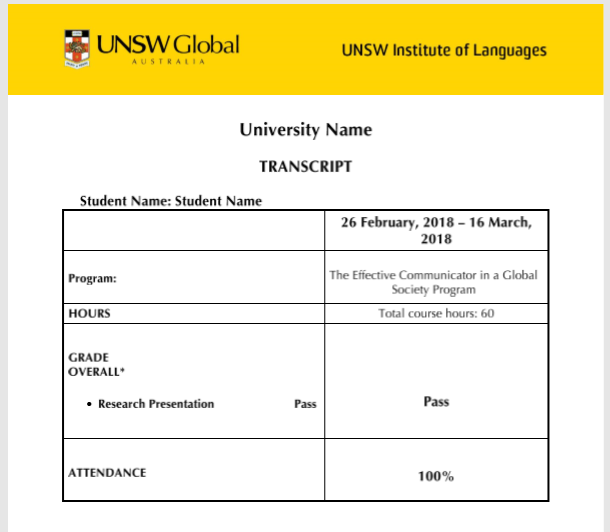 UNSW Global
AUSTRALIA
UNSW Institute of Languages
University Name
TRANSCRIPT
Student Name: Student Name
26 February, 2018 – 16 March,
2018
Program:
The Effective Communicator in a Global
Society Program
HOURS
Total course hours: 60
GRADE
OVERALL*
• Research Presentation Pass
Pass
ATTENDANCE
100%